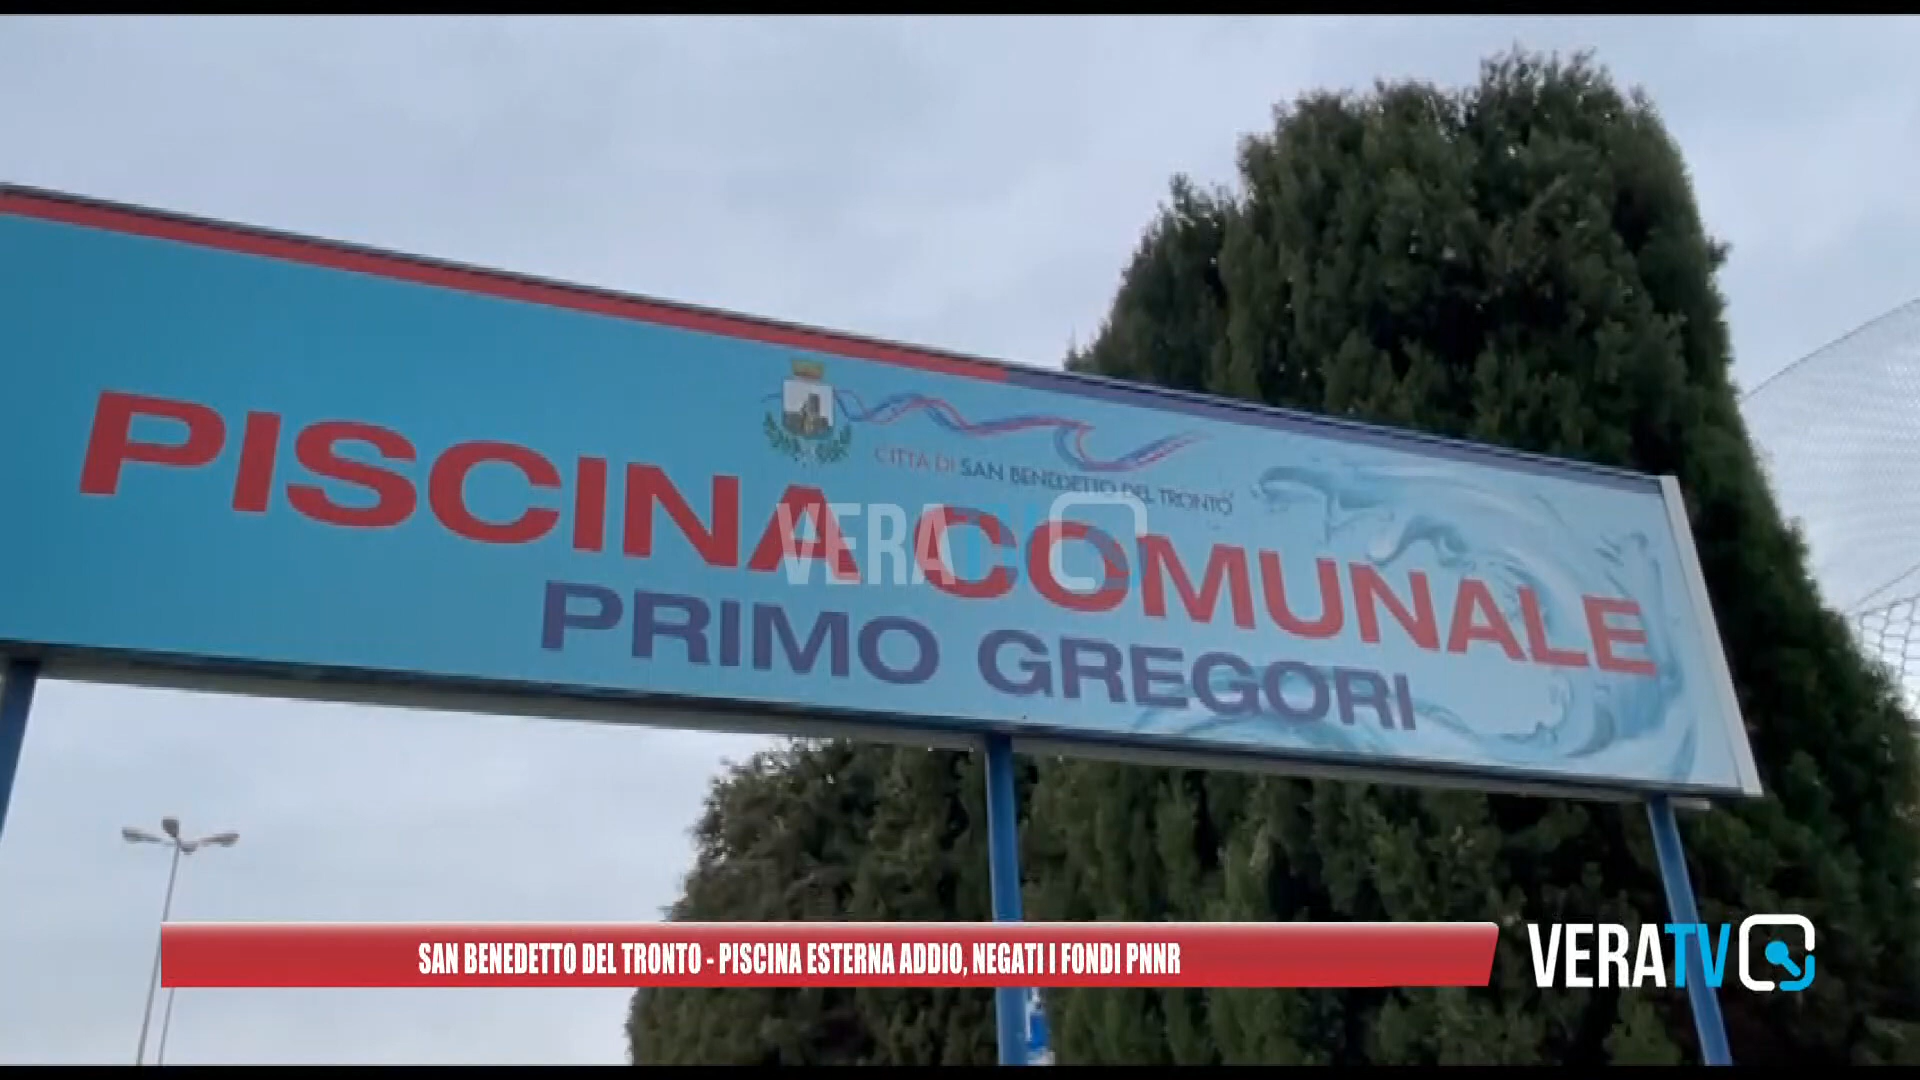 CITTÀ DI SAN BENEDETTO DEL TRONTO
PISCINA COMUNALE
PRIMO GREGORI
VERATV
SAN BENEDETTO DEL TRONTO - PISCINA ESTERNA ADDIO, NEGATI I FONDI PNNR
VERATV